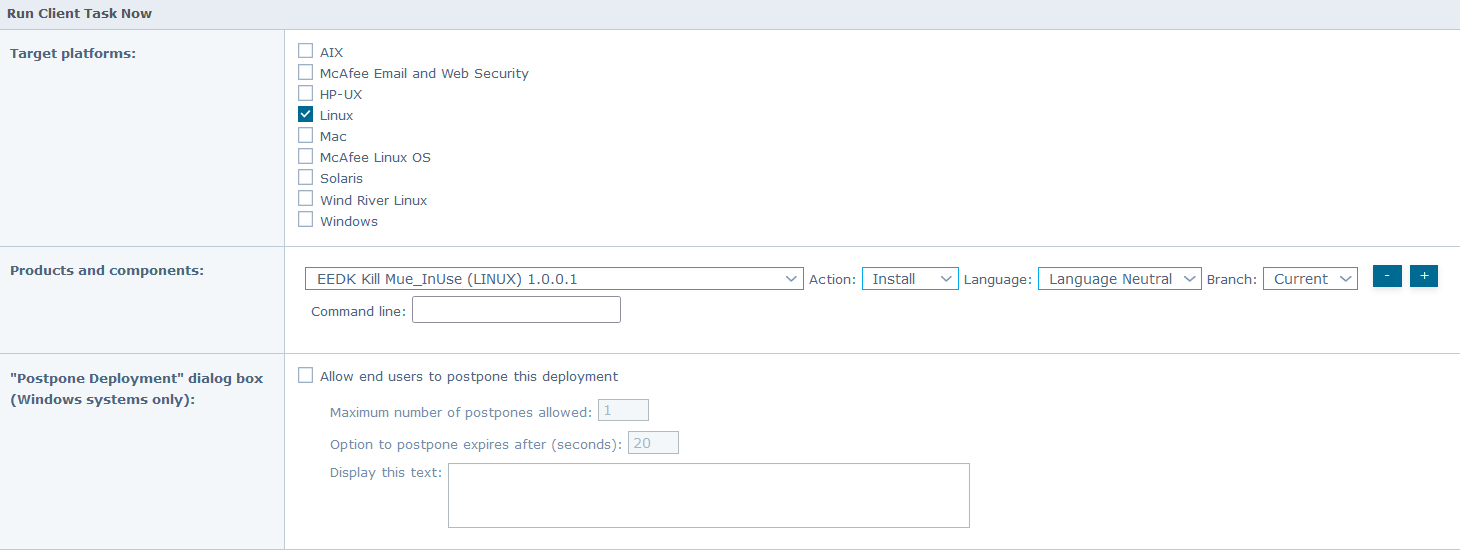 Run Client Task Now
Target platforms:
AIX
McAfee Email and Web Security
HP-UX
Linux
Mac
McAfee Linux OS
Solaris
Wind River Linux
Windows
Products and components:
EEDK Kill Mue_InUse (LINUX) 1.0.0.1 Action: Install Language: Language Neutral Branch: Current - +
Command line:
"Postpone Deployment" dialog box
(Windows systems only):
Allow end users to postpone this deployment
Maximum number of postpones allowed: 1
Option to postpone expires after (seconds): 20
Display this text: